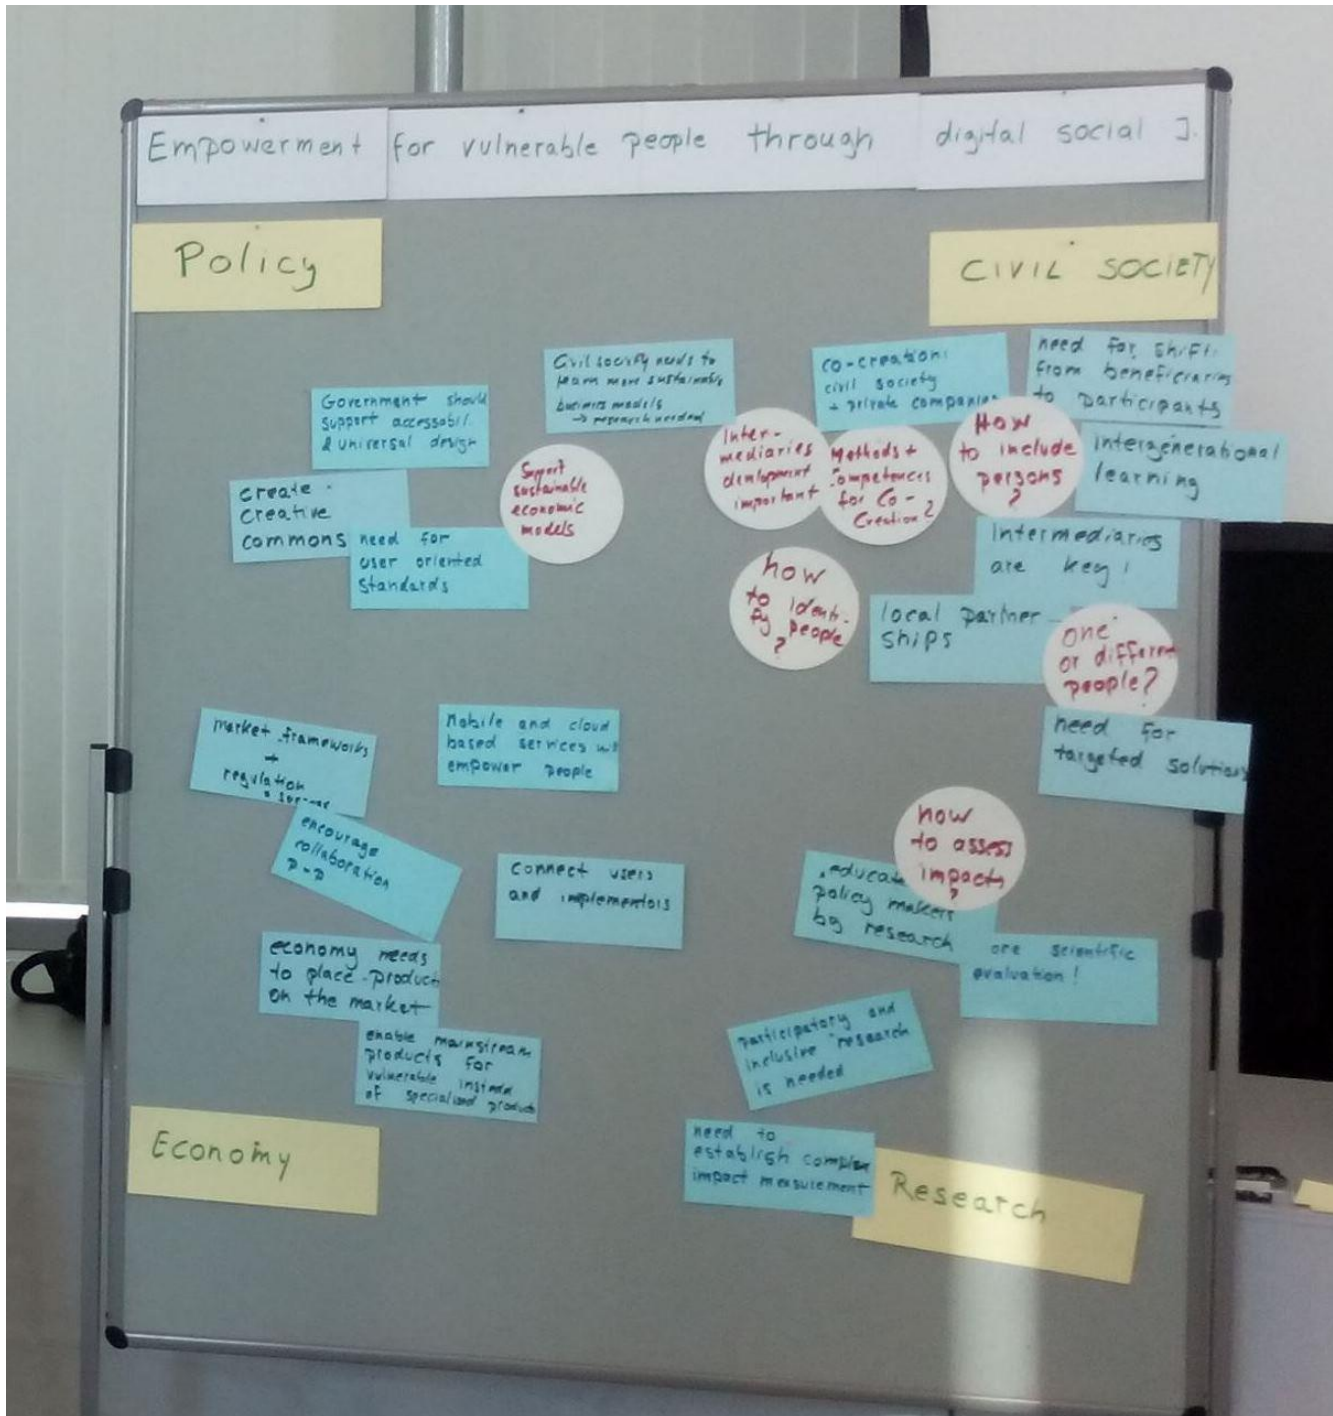 Empowerment for vulnerable people through digital social I.
Policy
CIVIL SOCIETY
Civil society needs to
learn more sustainable
business models
→ research needed
co-creation:
civil society
+ private companies
need for shift
from beneficiaries
to participants
Government should
support accessabil.
& universal design
Inter-
mediaries
development
important
Methods +
Competences
for Co-
Creation?
How
to include
persons
?
intergenerational
learning
Support
sustainable
economic
models
create
creative
commons
need for
user oriented
standards
Intermediaries
are key!
how
to identi-
fy people
?
local partner-
ships
one
or different
people?
need for
targeted solutions
market frameworks
+
regulation
Mobile and cloud
based services
empower people
encourage
collaboration
P-P
connect users
and implementors
how
to assess
impact
?
educate
policy makers
by research
ore scientific
evaluation!
economy needs
to place product
on the market
enable mainstream
products for
vulnerable instead
of specialized products
participatory and
inclusive research
is needed
need to
establish complex
impact measurement
Economy
Research